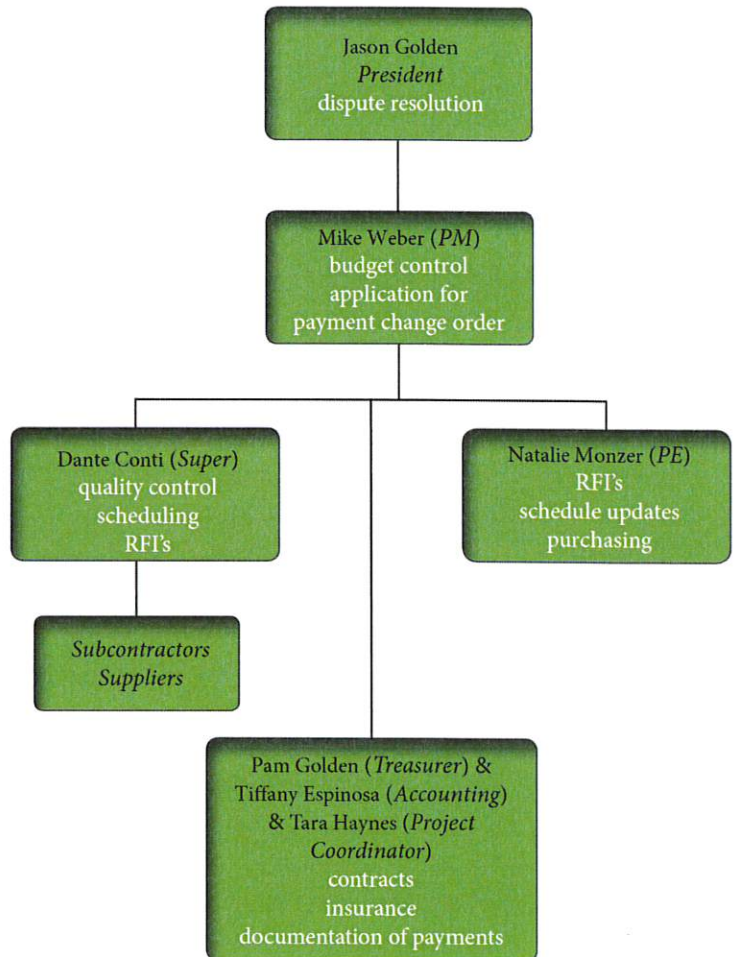 Jason Golden
President
dispute resolution
Mike Weber (PM)
budget control
application for
payment change order
Dante Conti (Super)
quality control
scheduling
RFI's
Natalie Monzer (PE)
RFI's
schedule updates
purchasing
Subcontractors
Suppliers
Pam Golden (Treasurer) &
Tiffany Espinosa (Accounting)
& Tara Haynes (Project
Coordinator)
contracts
insurance
documentation of payments